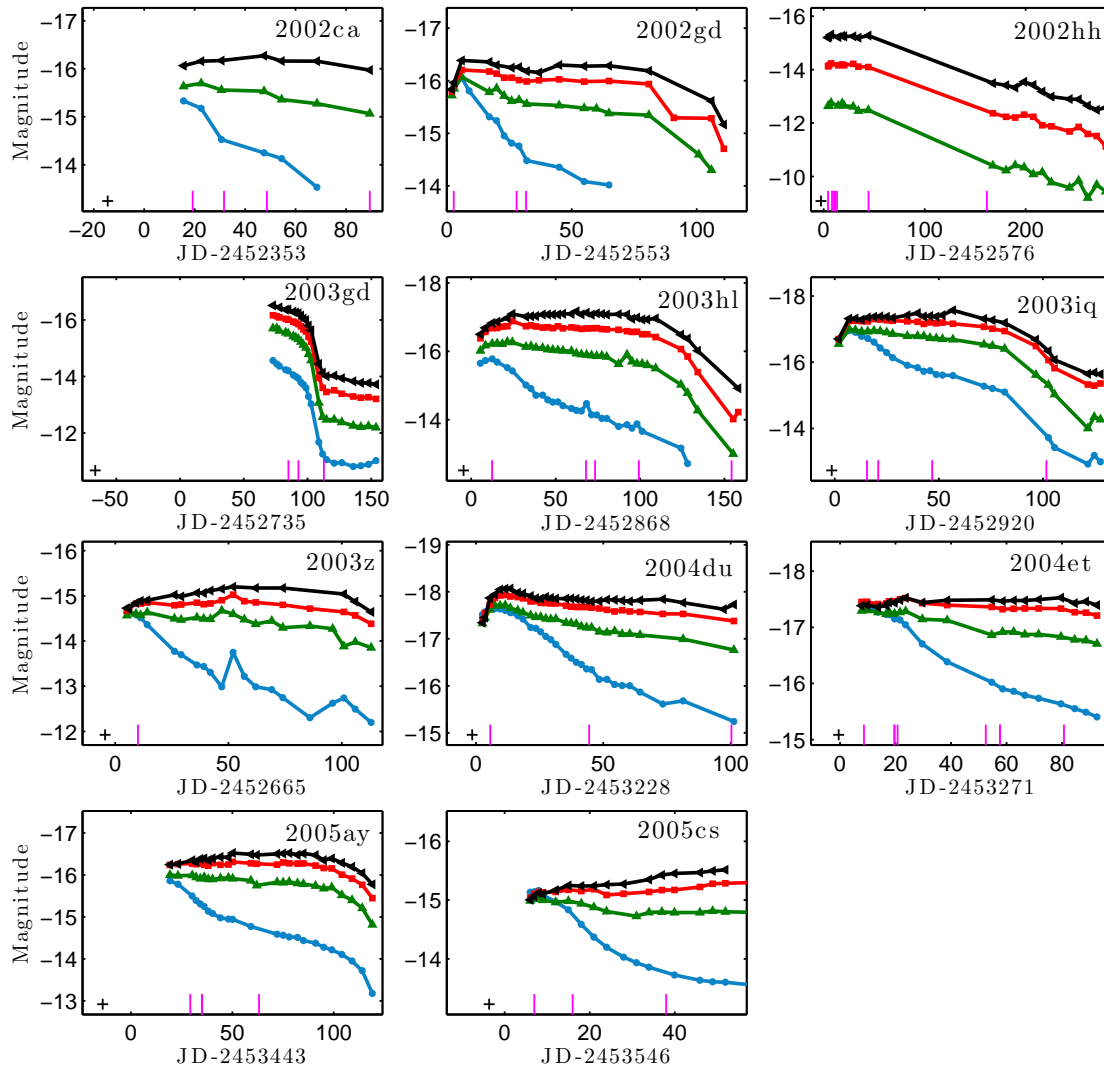 2002ca
−17
−16
−15
−14
Magnitude
−20 0 20 40 60 80
JD-2452353
2002gd
−17
−16
−15
−14
0 50 100
JD-2452553
2002hh
−16
−14
−12
−10
0 100 200
JD-2452576
2003gd
−16
−14
−12
Magnitude
−50 0 50 100 150
JD-2452735
2003hl
−18
−16
−14
0 50 100 150
JD-2452868
2003iq
−18
−16
−14
0 50 100
JD-2452920
2003z
−16
−15
−14
−13
−12
Magnitude
0 50 100
JD-2452665
2004du
−19
−18
−17
−16
−15
0 50 100
JD-2453228
2004et
−18
−17
−16
−15
0 20 40 60 80
JD-2453271
2005ay
−17
−16
−15
−14
−13
Magnitude
0 50 100
JD-2453443
2005cs
−16
−15
−14
0 20 40
JD-2453546